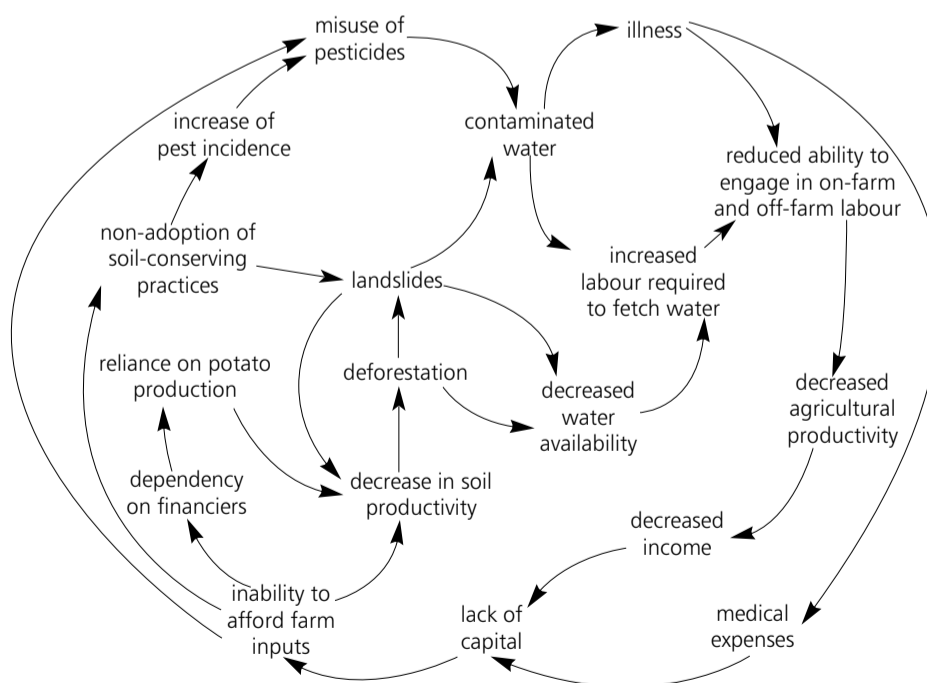 misuse of
pesticides
illness
increase of
pest incidence
contaminated
water
reduced ability to
engage in on-farm
and off-farm labour
non-adoption of
soil-conserving
practices
landslides
increased
labour required
to fetch water
reliance on potato
production
deforestation
decreased
water
availability
decreased
agricultural
productivity
dependency
on financiers
decrease in soil
productivity
decreased
income
inability to
afford farm
inputs
lack of
capital
medical
expenses